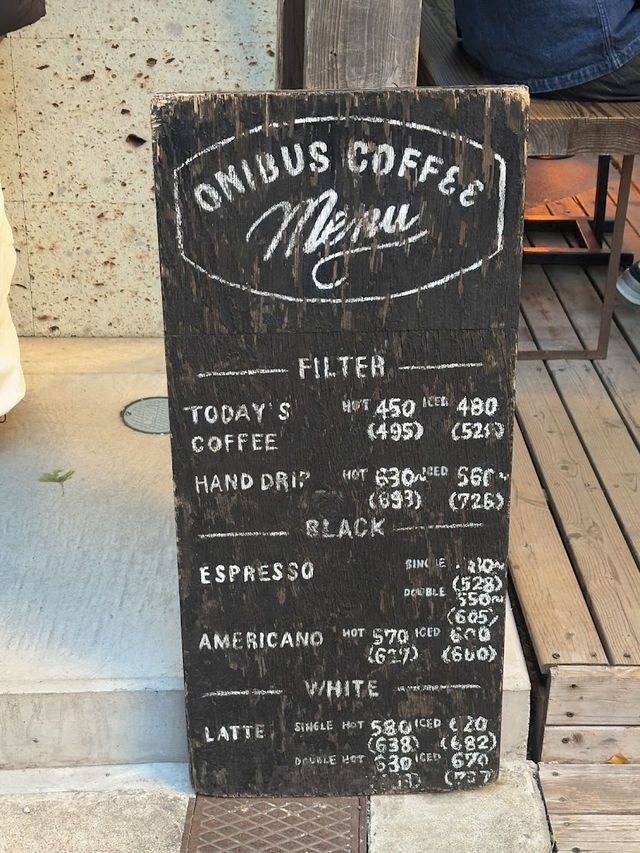 ONIBUS COFFEE
Menu
FILTER
TODAY'S HOT 450 ICED 480
COFFEE (495) (528)
HAND DRIP HOT 630~ ICED
(693) (726)
BLACK
ESPRESSO SINGLE
(528)
DOUBLE 550~
(605)
AMERICANO HOT 570 ICED
(627) (660)
WHITE
LATTE SINGLE HOT 580 ICED 620
(638) (682)
DOUBLE HOT 630 ICED 670